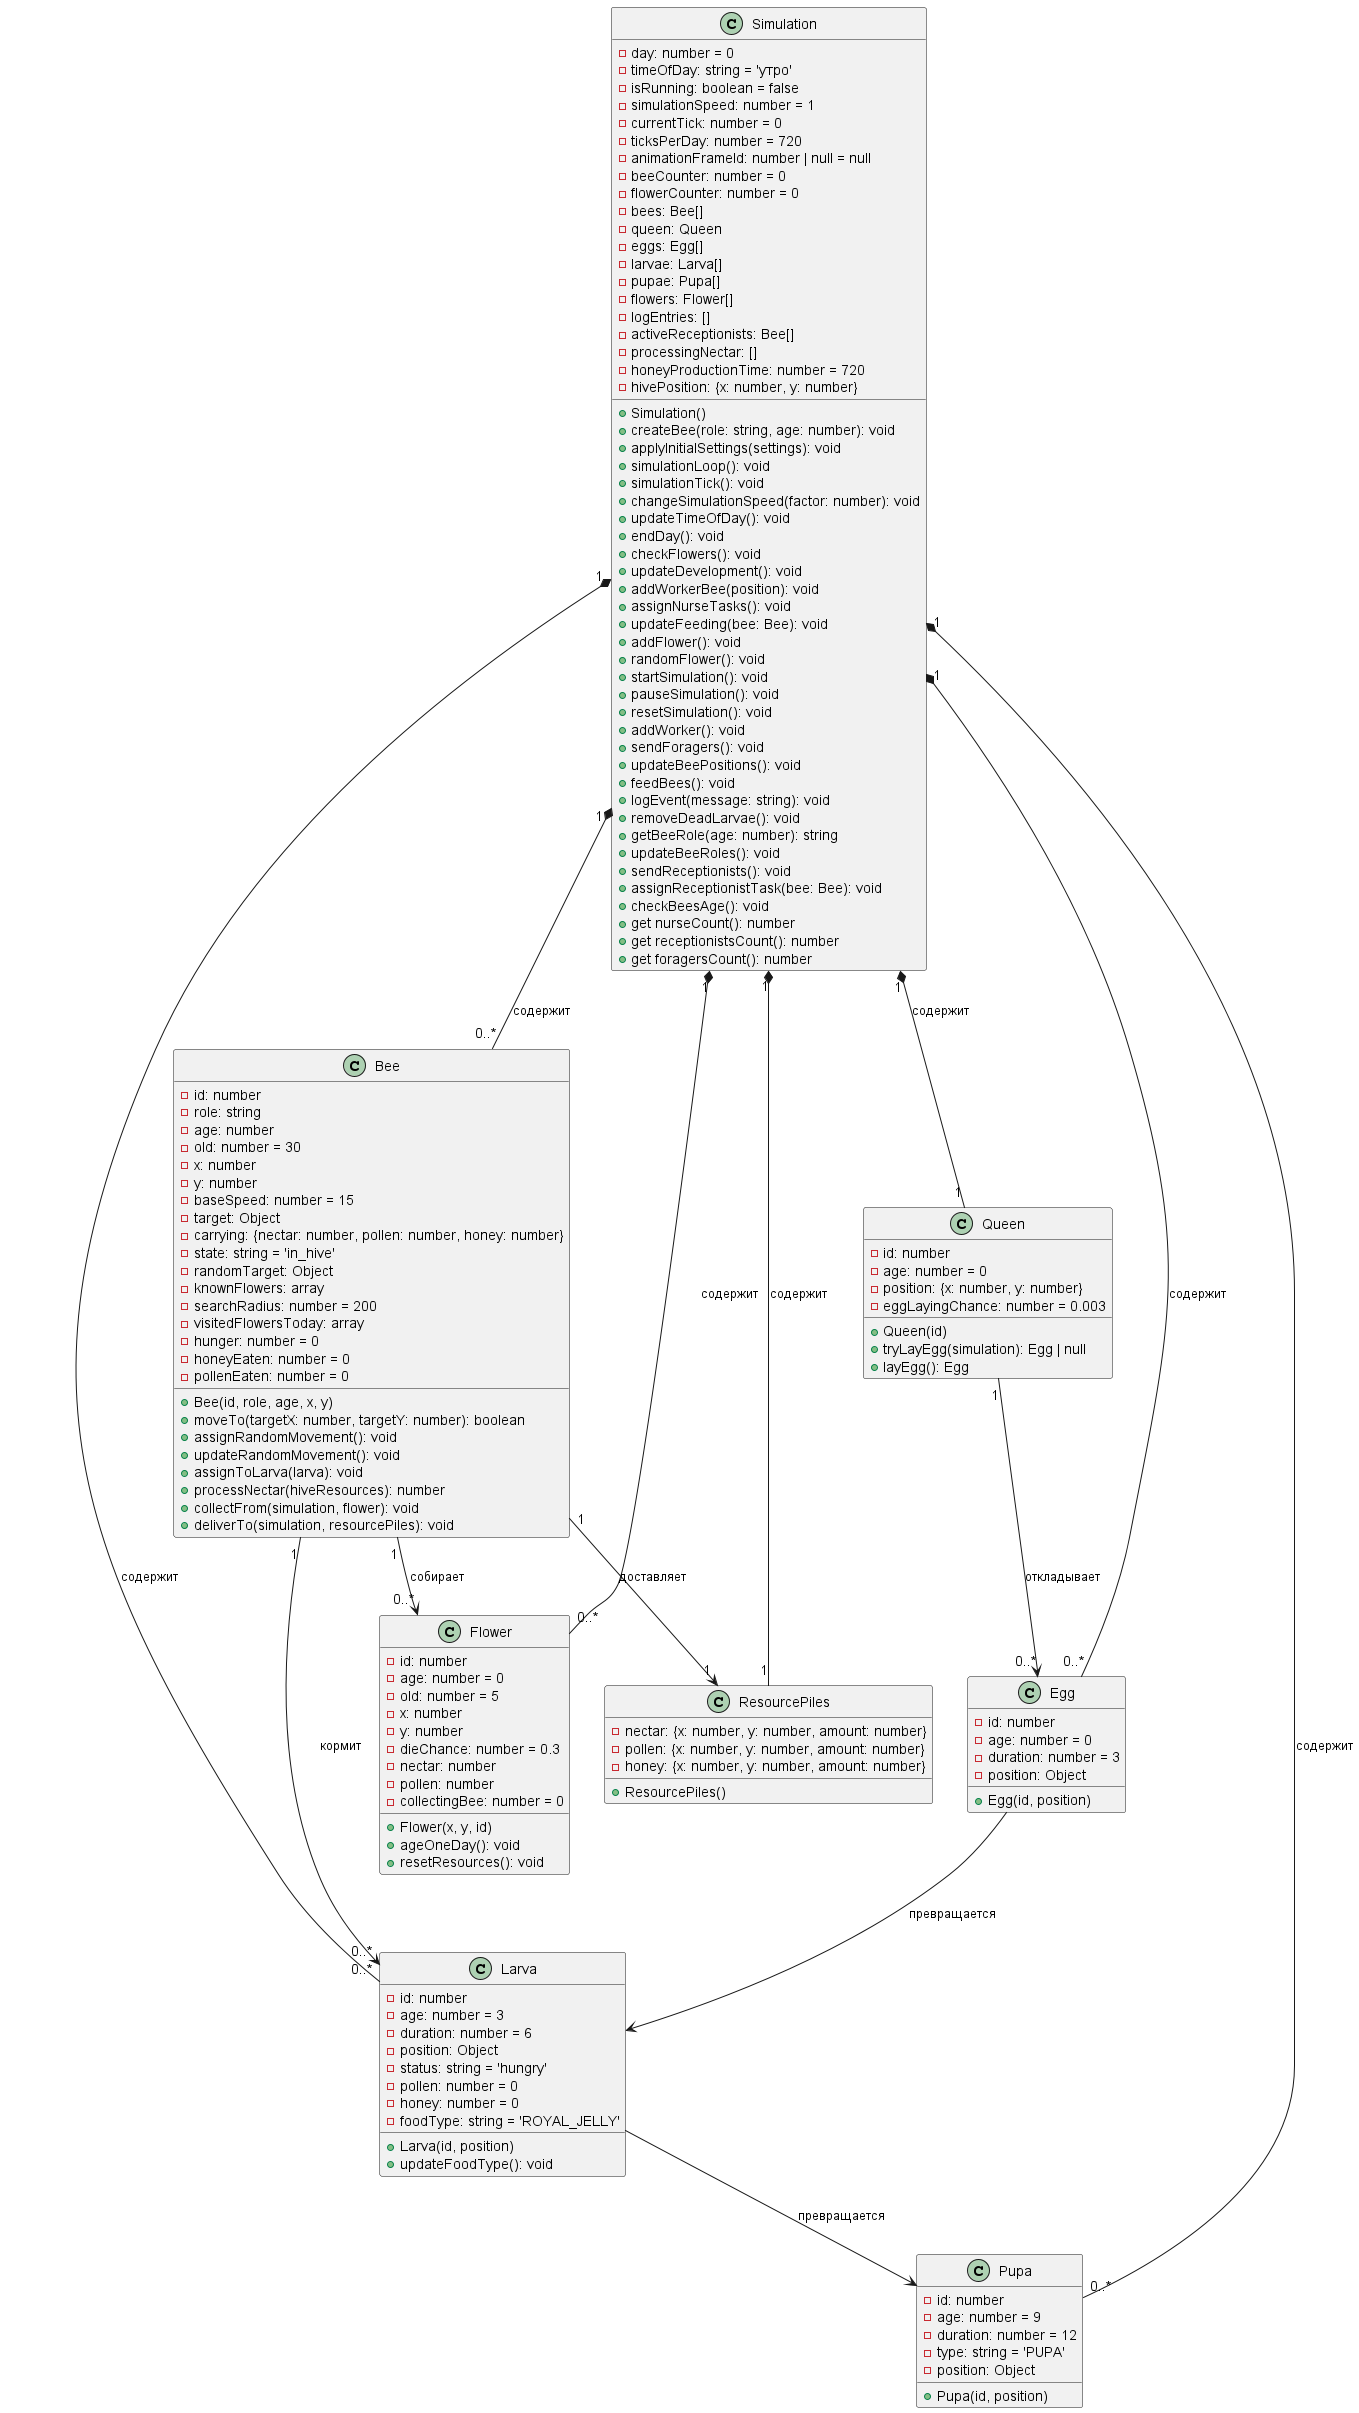 C Simulation
day: number = 0
timeOfDay: string = 'утро'
isRunning: boolean = false
simulationSpeed: number = 1
currentTick: number = 0
ticksPerDay: number = 720
animationFrameId: number | null = null
beeCounter: number = 0
flowerCounter: number = 0
bees: Bee[]
queen: Queen
eggs: Egg[]
larvae: Larva[]
pupae: Pupa[]
flowers: Flower[]
logEntries: []
activeReceptionists: Bee[]
processingNectar: []
honeyProductionTime: number = 720
hivePosition: {x: number, y: number}
Simulation()
createBee(role: string, age: number): void
applyInitialSettings(settings): void
simulationLoop(): void
simulationTick(): void
changeSimulationSpeed(factor: number): void
updateTimeOfDay(): void
endDay(): void
checkFlowers(): void
updateDevelopment(): void
addWorkerBee(position): void
assignNurseTasks(): void
updateFeeding(bee: Bee): void
addFlower(): void
randomFlower(): void
startSimulation(): void
pauseSimulation(): void
resetSimulation(): void
addWorker(): void
sendForagers(): void
updateBeePositions(): void
feedBees(): void
logEvent(message: string): void
removeDeadLarvae(): void
getBeeRole(age: number): string
updateBeeRoles(): void
sendReceptionists(): void
assignReceptionistTask(bee: Bee): void
checkBeesAge(): void
get nurseCount(): number
get receptionistsCount(): number
get foragersCount(): number
1
1
1
1
1
1
1
содержит
содержит
0..*
C Bee
id: number
role: string
age: number
old: number = 30
x: number
y: number
baseSpeed: number = 15
target: Object
carrying: {nectar: number, pollen: number, honey: number}
state: string = 'in_hive'
randomTarget: Object
knownFlowers: array
searchRadius: number = 200
visitedFlowersToday: array
hunger: number = 0
honeyEaten: number = 0
pollenEaten: number = 0
Bee(id, role, age, x, y)
moveTo(targetX: number, targetY: number): boolean
assignRandomMovement(): void
updateRandomMovement(): void
assignToLarva(larva): void
processNectar(hiveResources): number
collectFrom(simulation, flower): void
deliverTo(simulation, resourcePiles): void
1
C Queen
id: number
age: number = 0
position: {x: number, y: number}
eggLayingChance: number = 0.003
Queen(id)
tryLayEgg(simulation): Egg | null
layEgg(): Egg
содержит
содержит
содержит
1
1
1
1
содержит
собирает
доставляет
откладывает
0..*
0..*
1
1
0..*
0..*
C Flower
id: number
age: number = 0
old: number = 5
x: number
y: number
dieChance: number = 0.3
nectar: number
pollen: number
collectingBee: number = 0
Flower(x, y, id)
ageOneDay(): void
resetResources(): void
C ResourcePiles
nectar: {x: number, y: number, amount: number}
pollen: {x: number, y: number, amount: number}
honey: {x: number, y: number, amount: number}
ResourcePiles()
C Egg
id: number
age: number = 0
duration: number = 3
position: Object
Egg(id, position)
кормит
содержит
превращается
0..*
0..*
C Larva
id: number
age: number = 3
duration: number = 6
position: Object
status: string = 'hungry'
pollen: number = 0
honey: number = 0
foodType: string = 'ROYAL_JELLY'
Larva(id, position)
updateFoodType(): void
превращается
0..*
C Pupa
id: number
age: number = 9
duration: number = 12
type: string = 'PUPA'
position: Object
Pupa(id, position)